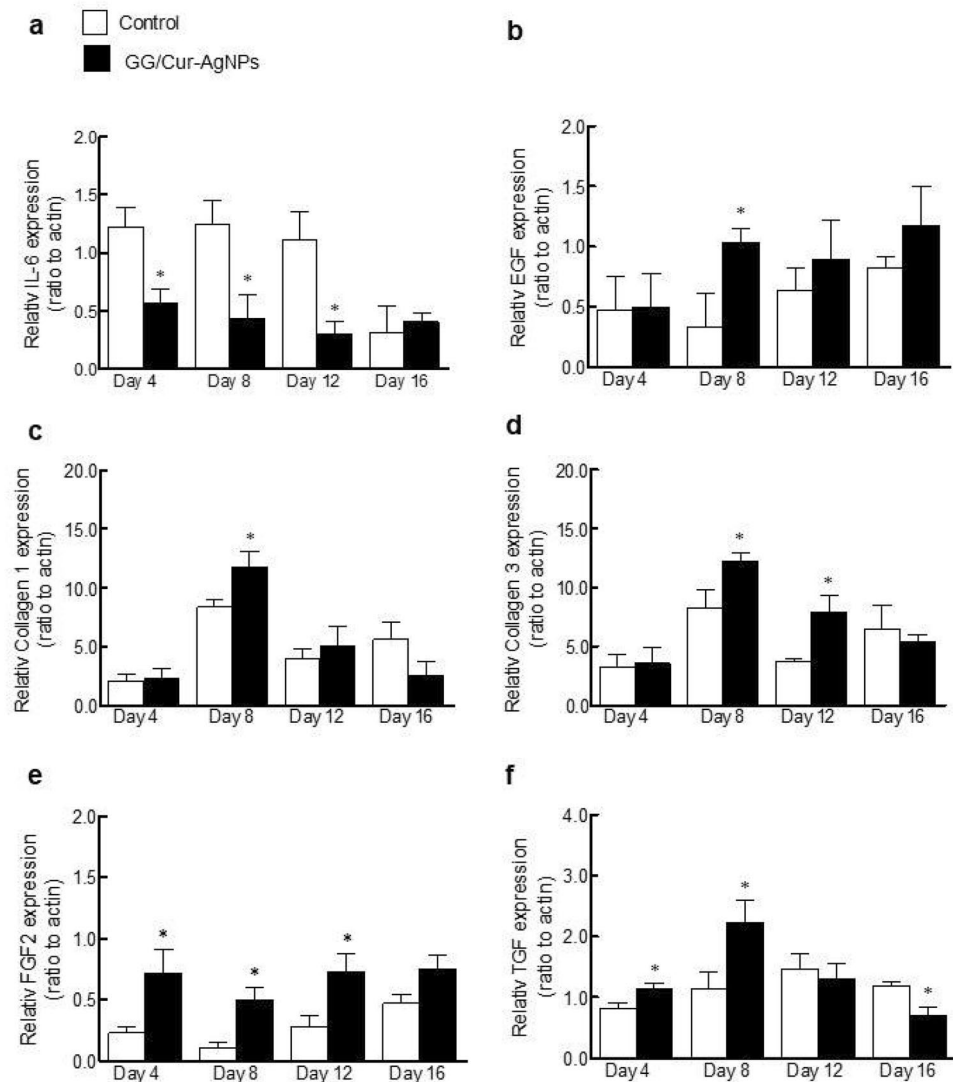 a
Control
GG/Cur-AgNPs
Relativ IL-6 expression
(ratio to actin)
2.0
1.5
1.0
0.5
0.0
* * *
Day 4 Day 8 Day 12 Day 16
b
Relativ EGF expression
(ratio to actin)
2.0
1.5
1.0
0.5
0.0
*
Day 4 Day 8 Day 12 Day 16
c
Relativ Collagen 1 expression
(ratio to actin)
20.0
15.0
10.0
5.0
0.0
*
Day 4 Day 8 Day 12 Day 16
d
Relativ Collagen 3 expression
(ratio to actin)
20.0
15.0
10.0
5.0
0.0
* *
Day 4 Day 8 Day 12 Day 16
e
Relativ FGF2 expression
(ratio to actin)
2.0
1.5
1.0
0.5
0.0
* * *
Day 4 Day 8 Day 12 Day 16
f
Relativ TGF expression
(ratio to actin)
4.0
3.0
2.0
1.0
0.0
* * *
Day 4 Day 8 Day 12 Day 16